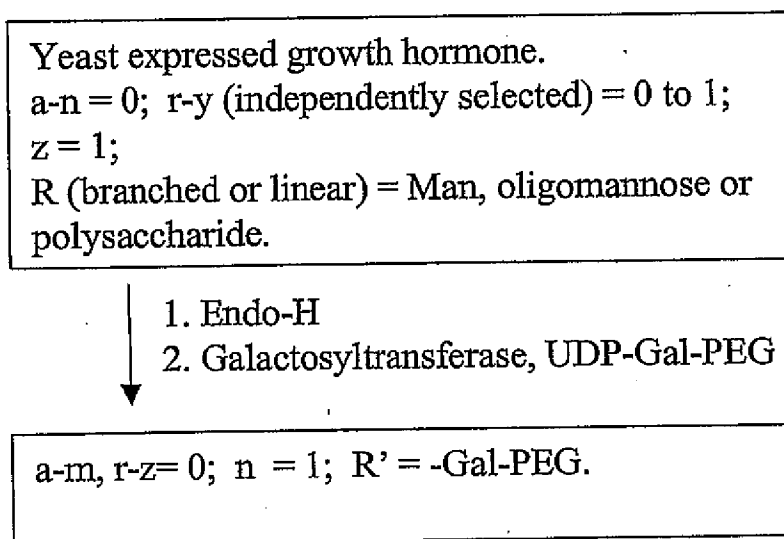 Yeast expressed growth hormone.
a-n = 0; r-y (independently selected) = 0 to 1;
z = 1;
R (branched or linear) = Man, oligomannose or
polysaccharide.
1. Endo-H
2. Galactosyltransferase, UDP-Gal-PEG
a-m, r-z= 0; n = 1; R' = -Gal-PEG.